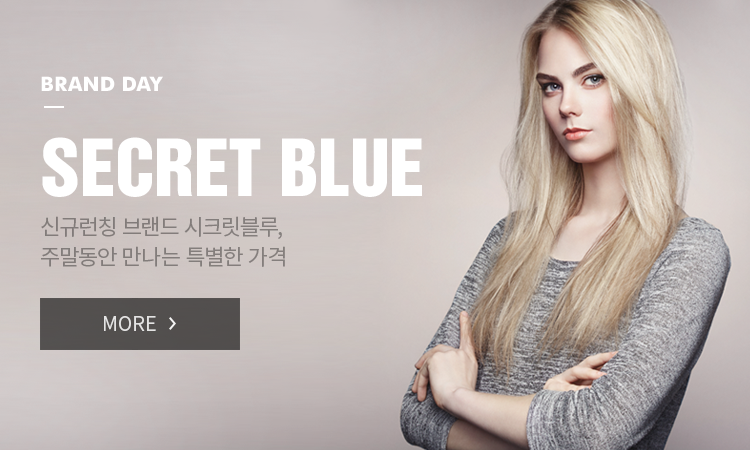 BRAND DAY
SECRET BLUE
신규런칭 브랜드 시크릿블루,
주말동안 만나는 특별한 가격
MORE >